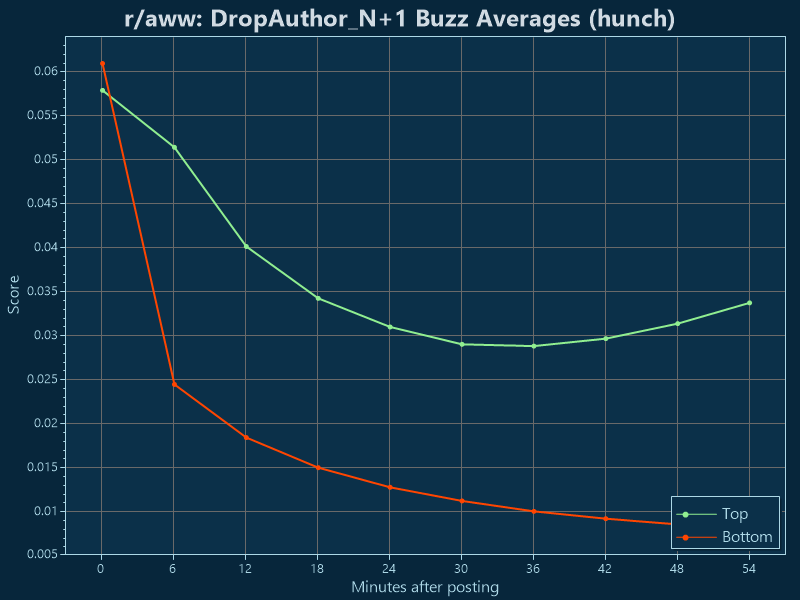 r/aww: DropAuthor_N+1 Buzz Averages (hunch)
Score
0.06
0.055
0.05
0.045
0.04
0.035
0.03
0.025
0.02
0.015
0.01
0.005
Top
Bottom
0 6 12 18 24 30 36 42 48 54
Minutes after posting